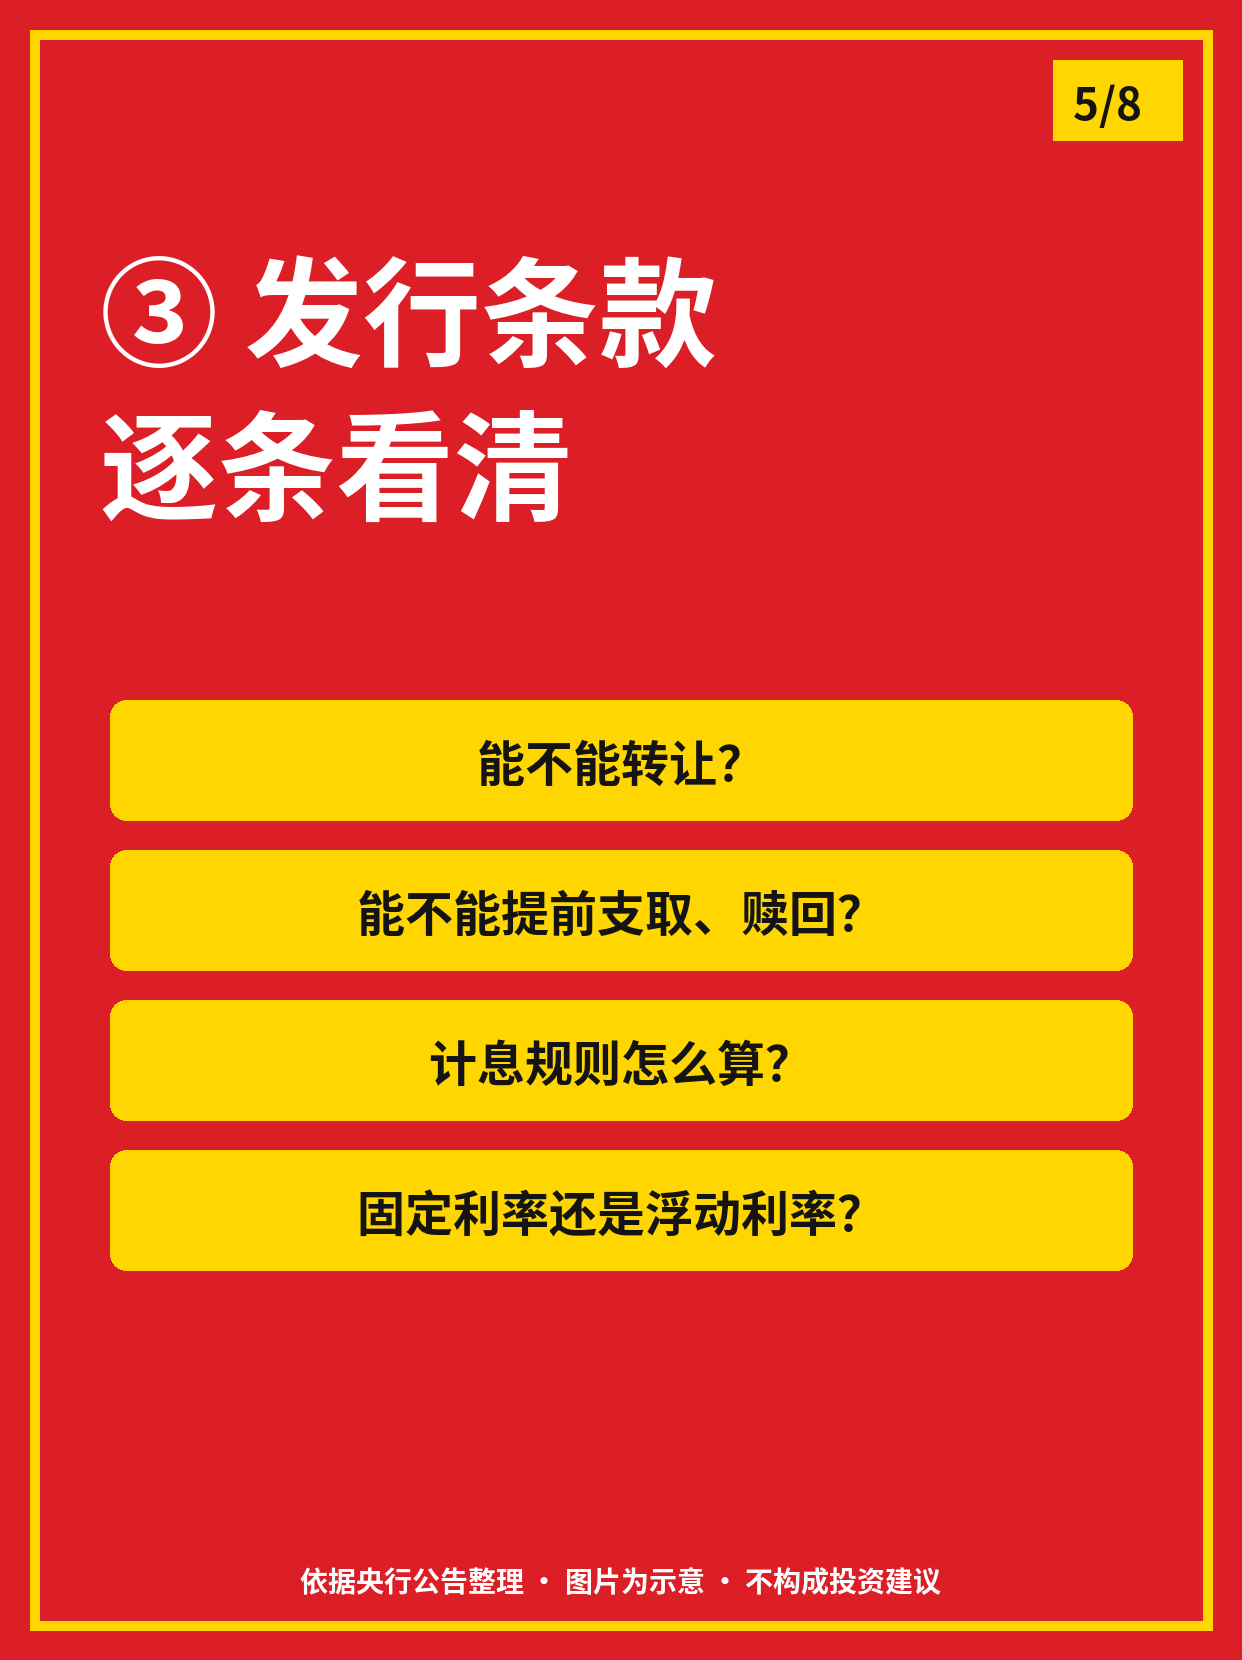 5/8
③ 发行条款
逐条看清
能不能转让?
能不能提前支取、赎回?
计息规则怎么算?
固定利率还是浮动利率?
依据央行公告整理 · 图片为示意 · 不构成投资建议